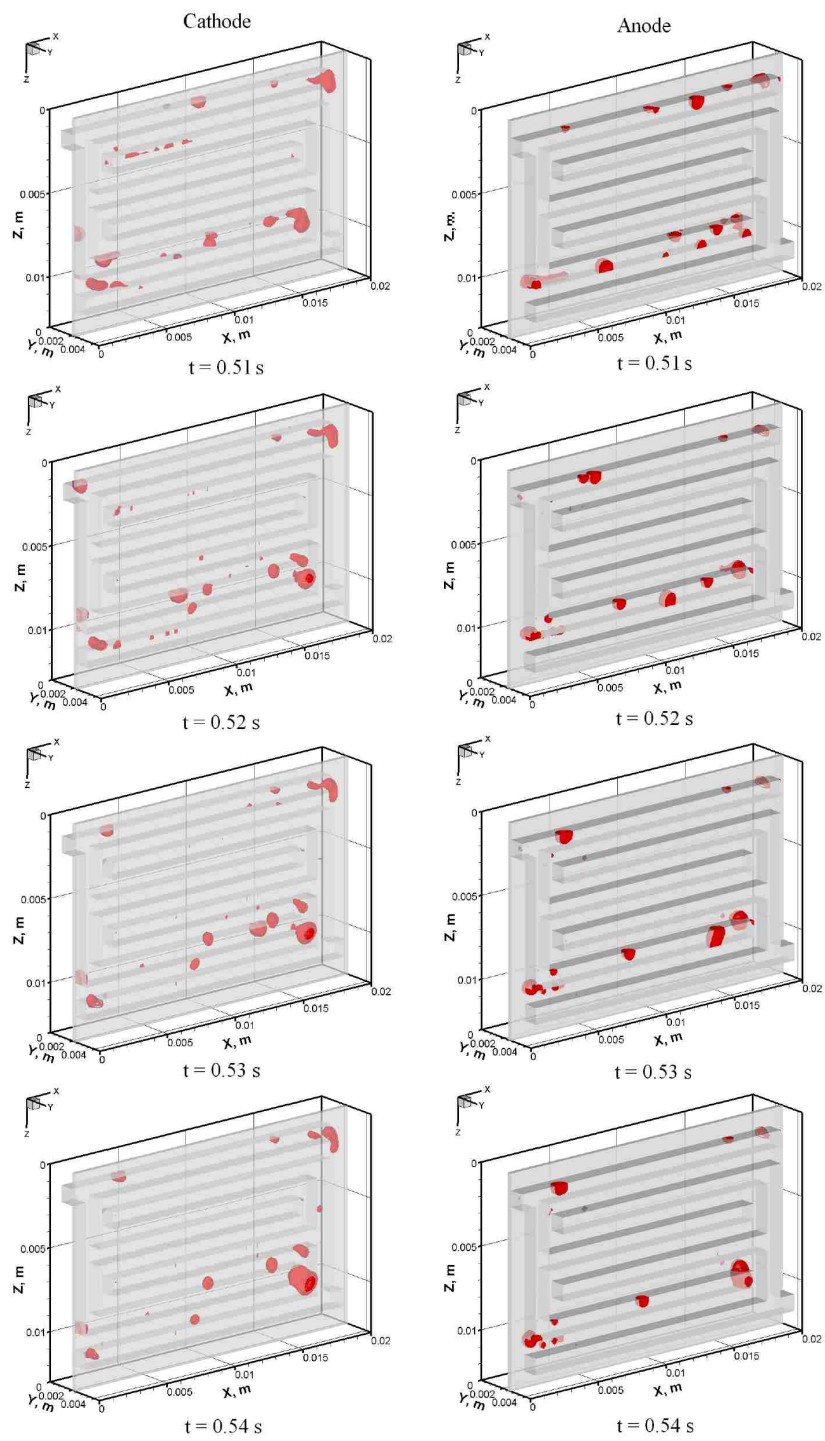 Cathode
Anode
X
Y
Z
0
0.005
0.01
Z, m
0
0.002
0.004
Y, m
0
0.005
0.01
0.015
0.02
X, m
t = 0.51 s
X
Y
Z
0
0.005
0.01
Z, m
0
0.002
0.004
Y, m
0
0.005
0.01
0.015
0.02
X, m
t = 0.51 s
X
Y
Z
0
0.005
0.01
Z, m
0
0.002
0.004
Y, m
0
0.005
0.01
0.015
0.02
X, m
t = 0.52 s
X
Y
Z
0
0.005
0.01
Z, m
0
0.002
0.004
Y, m
0
0.005
0.01
0.015
0.02
X, m
t = 0.52 s
X
Y
Z
0
0.005
0.01
Z, m
0
0.002
0.004
Y, m
0
0.005
0.01
0.015
0.02
X, m
t = 0.53 s
X
Y
Z
0
0.005
0.01
Z, m
0
0.002
0.004
Y, m
0
0.005
0.01
0.015
0.02
X, m
t = 0.53 s
X
Y
Z
0
0.005
0.01
Z, m
0
0.002
0.004
Y, m
0
0.005
0.01
0.015
0.02
X, m
t = 0.54 s
X
Y
Z
0
0.005
0.01
Z, m
0
0.002
0.004
Y, m
0
0.005
0.01
0.015
0.02
X, m
t = 0.54 s